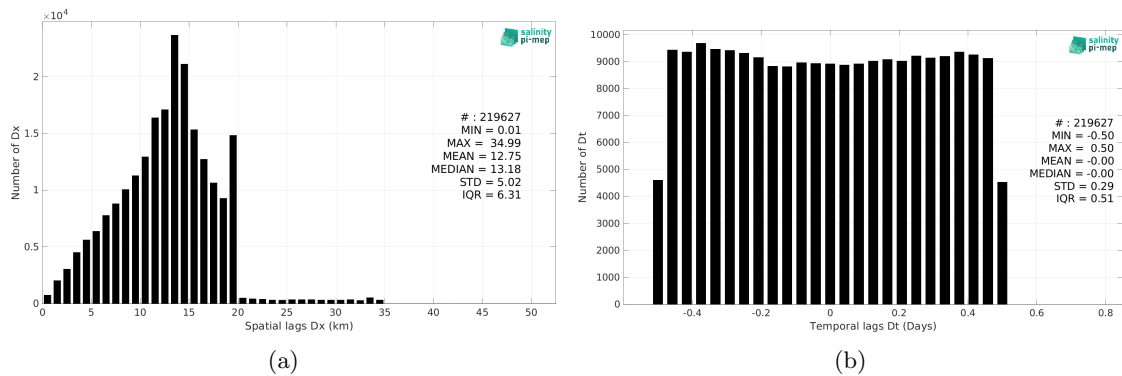 ×10⁴
2
1.5
1
0.5
0
Number of Dx
0 5 10 15 20 25 30 35 40 45 50
Spatial lags Dx (km)
salinity
pi-mep
# : 219627
MIN = 0.01
MAX = 34.99
MEAN = 12.75
MEDIAN = 13.18
STD = 5.02
IQR = 6.31
(a)
10000
9000
8000
7000
6000
5000
4000
3000
2000
1000
0
Number of Dt
-0.4 -0.2 0 0.2 0.4 0.6 0.8
Temporal lags Dt (Days)
salinity
pi-mep
# : 219627
MIN = -0.50
MAX = 0.50
MEAN = -0.00
MEDIAN = -0.00
STD = 0.29
IQR = 0.51
(b)